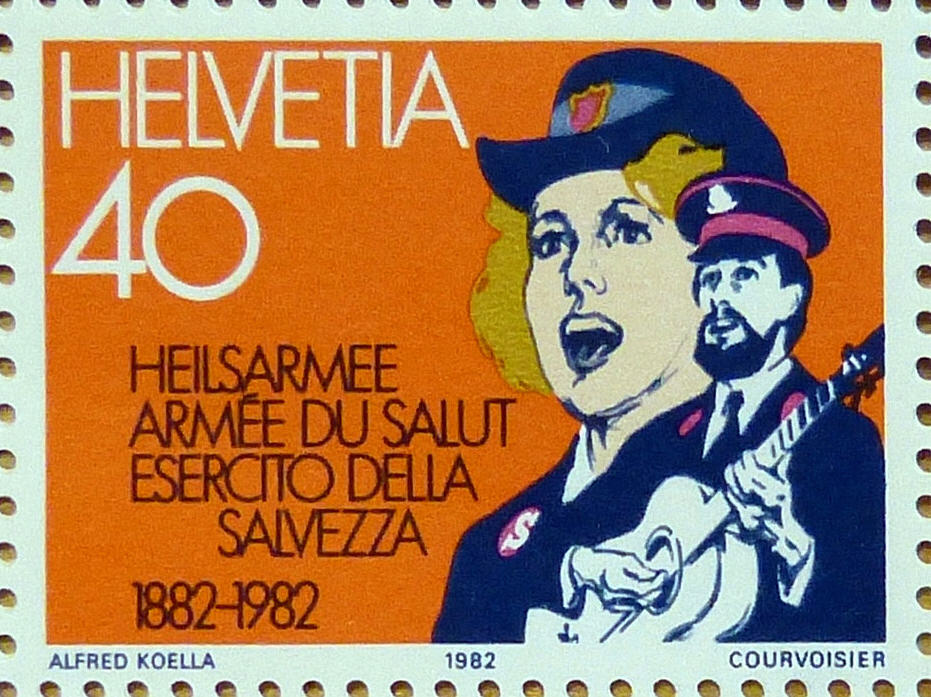 HELVETIA
40
HEILSARMEE
ARMÉE DU SALUT
ESERCITO DELLA
SALVEZZA
1882-1982
S
ALFRED KOELLA 1982 COURVOISIER